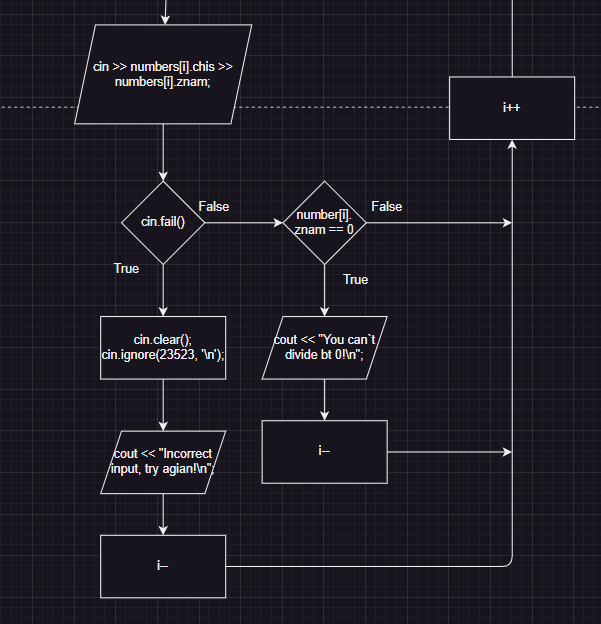 cin >> numbers[i].chis >>
numbers[i].znam;
i++
cin.fail()
False
number[i].
znam == 0
False
True
True
cin.clear();
cin.ignore(23523, '\n');
cout << "You can`t
divide bt 0!\n";
cout << "Incorrect
input, try agian!\n";
i--
i--